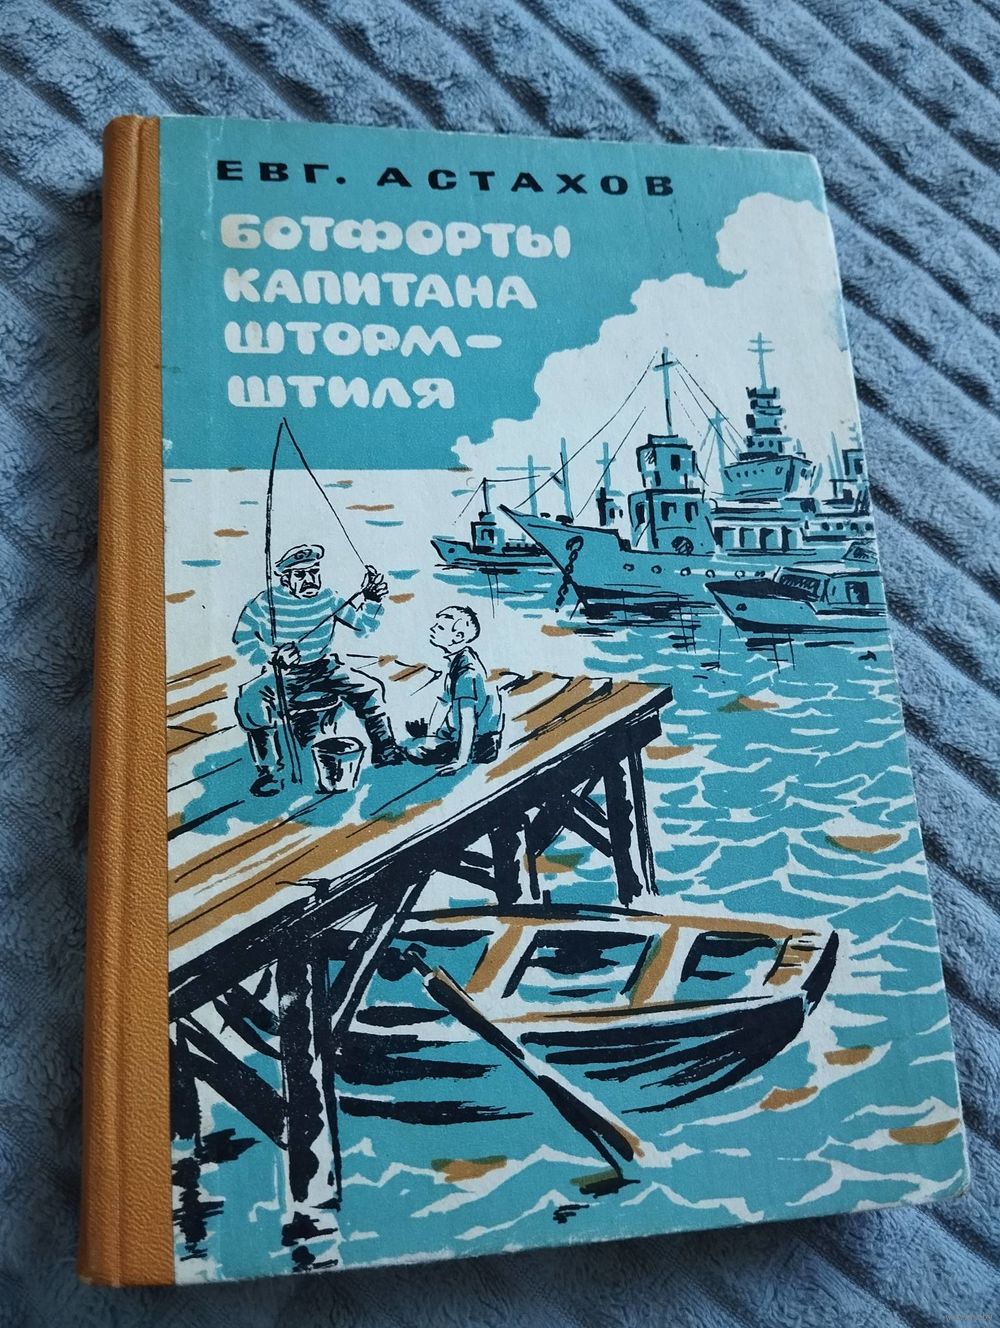 ЕВГ. АСТАХОВ
БОТФОРТЫ
КАПИТАНА
ШТОРМ-
ШТИЛЯ